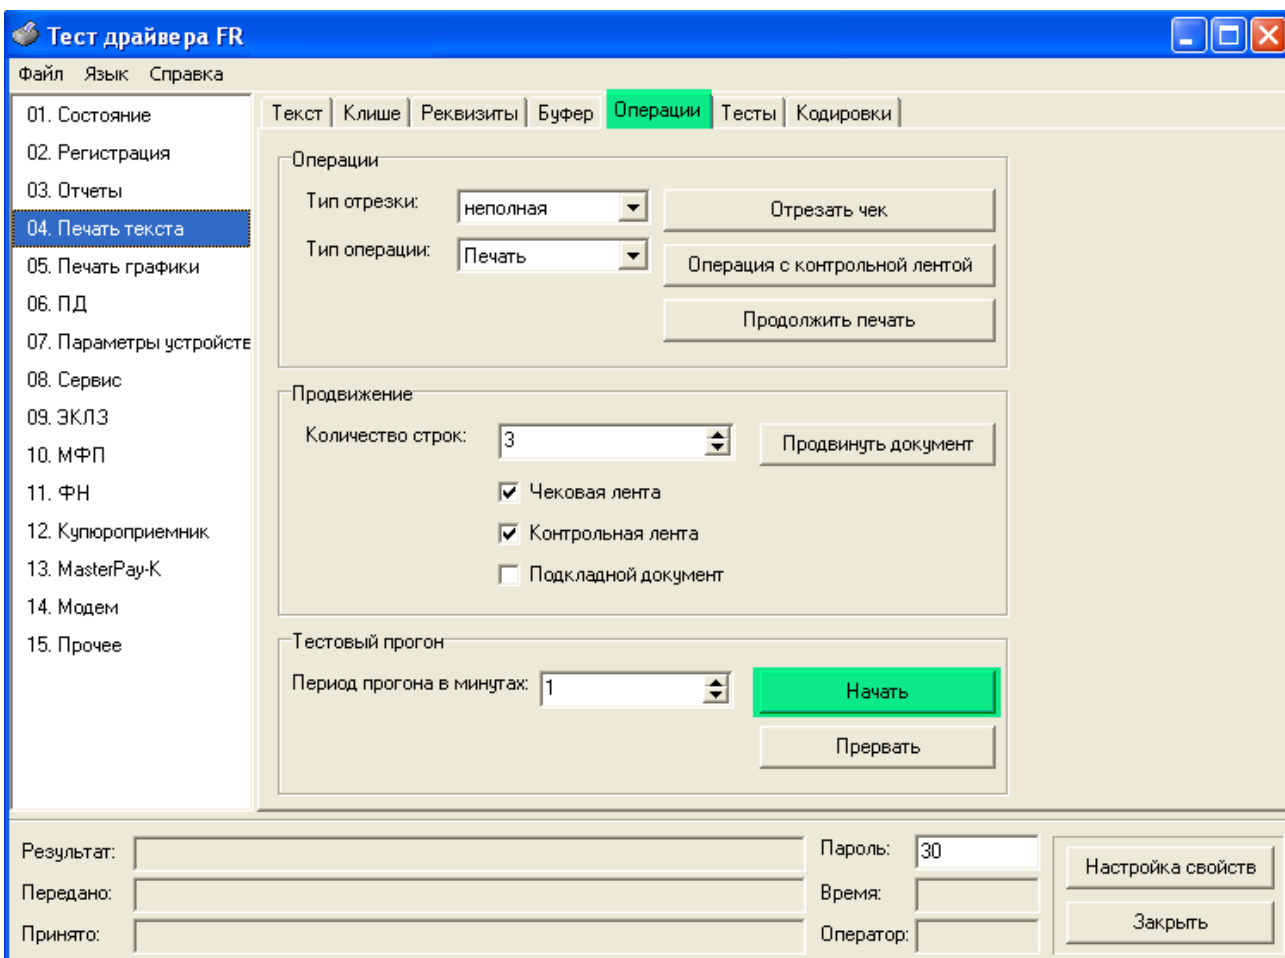 Тест драйвера FR
Файл Язык Справка
01. Состояние
02. Регистрация
03. Отчеты
04. Печать текста
05. Печать графики
06. ПД
07. Параметры устройств
08. Сервис
09. ЭКЛЗ
10. МФП
11. ФН
12. Купюроприемник
13. MasterPay-K
14. Модем
15. Прочее
Текст Клише Реквизиты Буфер Операции Тесты Кодировки
Операции
Тип отрезки: неполная Отрезать чек
Тип операции: Печать Операция с контрольной лентой
Продолжить печать
Продвижение
Количество строк: 3 Продвинуть документ
Чековая лента
Контрольная лента
Подкладной документ
Тестовый прогон
Период прогона в минутах: 1 Начать
Прервать
Результат: Пароль: 30 Настройка свойств
Передано: Время:
Принято: Оператор: Закрыть